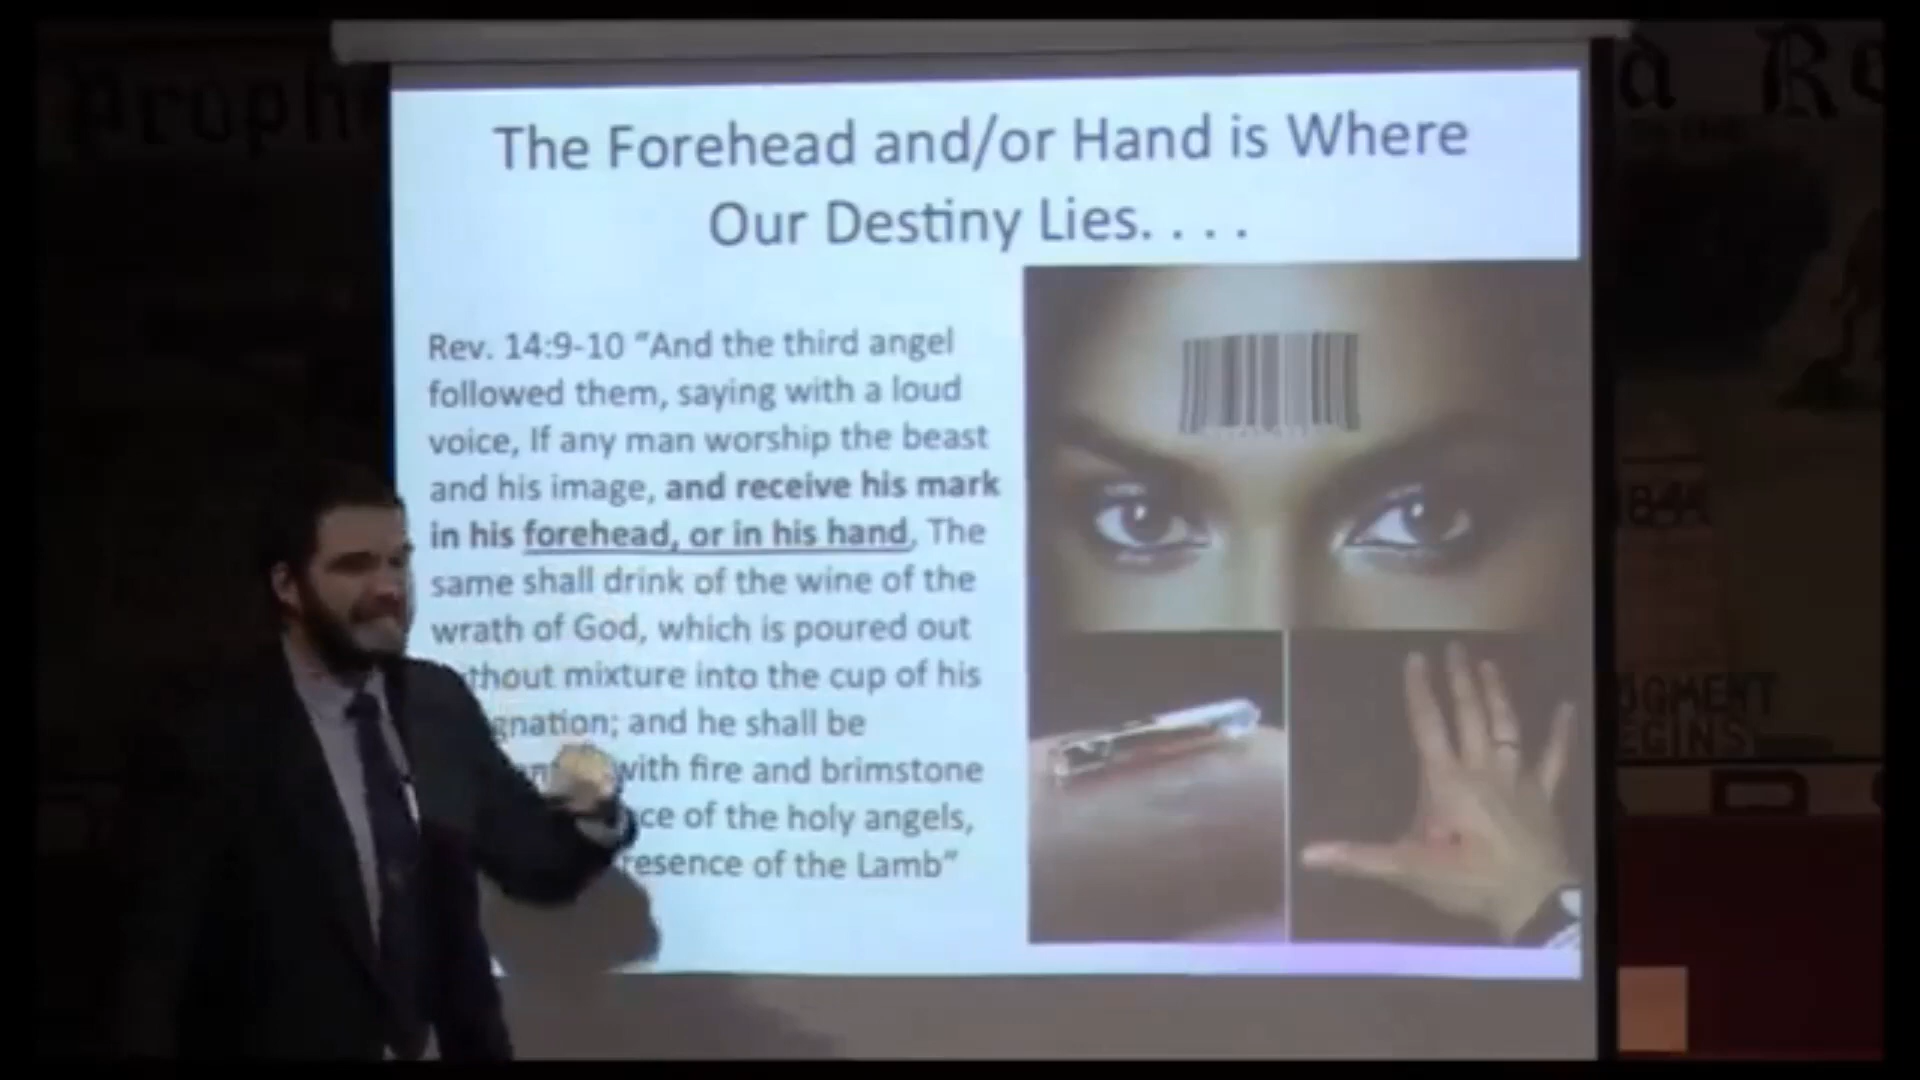 Proph
d Ro
The Forehead and/or Hand is Where
Our Destiny Lies. . . .
Rev. 14:9-10 “And the third angel
followed them, saying with a loud
voice, If any man worship the beast
and his image, and receive his mark
in his forehead, or in his hand, The
same shall drink of the wine of the
wrath of God, which is poured out
thout mixture into the cup of his
gnation; and he shall be
with fire and brimstone
ce of the holy angels,
resence of the Lamb”
DGMENT
EGINS